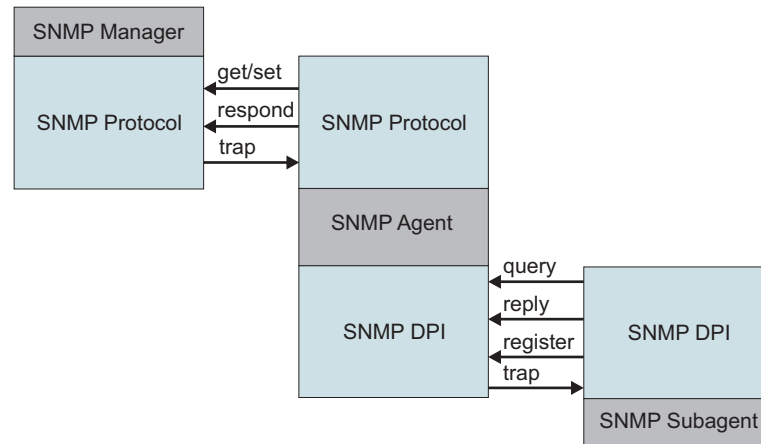 SNMP Manager
SNMP Protocol
get/set
respond
trap
SNMP Protocol
SNMP Agent
SNMP DPI
query
reply
register
trap
SNMP DPI
SNMP Subagent